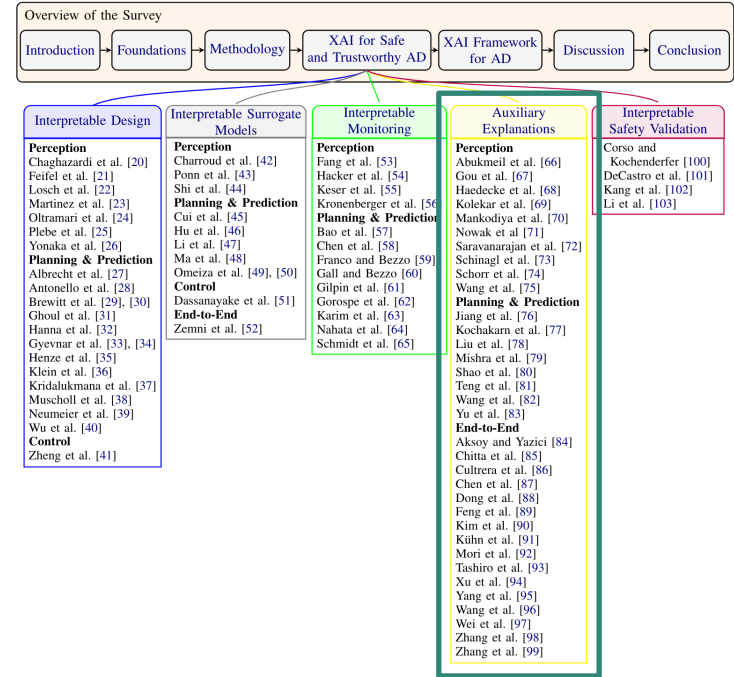 Overview of the Survey
Introduction
Foundations
Methodology
XAI for Safe
and Trustworthy AD
XAI Framework
for AD
Discussion
Conclusion
Interpretable Design
Perception
Chaghazardi et al. [20]
Feifel et al. [21]
Losch et al. [22]
Martinez et al. [23]
Oltramari et al. [24]
Plebe et al. [25]
Yonaka et al. [26]
Planning & Prediction
Albrecht et al. [27]
Antonello et al. [28]
Brewitt et al. [29], [30]
Ghoul et al. [31]
Hanna et al. [32]
Gyevnar et al. [33], [34]
Henze et al. [35]
Klein et al. [36]
Kridalukmana et al. [37]
Muscholl et al. [38]
Neumeier et al. [39]
Wu et al. [40]
Control
Zheng et al. [41]
Interpretable Surrogate
Models
Perception
Charroud et al. [42]
Ponn et al. [43]
Shi et al. [44]
Planning & Prediction
Cui et al. [45]
Hu et al. [46]
Li et al. [47]
Ma et al. [48]
Omeiza et al. [49], [50]
Control
Dassanayake et al. [51]
End-to-End
Zemni et al. [52]
Interpretable
Monitoring
Perception
Fang et al. [53]
Hacker et al. [54]
Keser et al. [55]
Kronenberger et al. [56
Planning & Prediction
Bao et al. [57]
Chen et al. [58]
Franco and Bezzo [59]
Gall and Bezzo [60]
Gilpin et al. [61]
Gorospe et al. [62]
Karim et al. [63]
Nahata et al. [64]
Schmidt et al. [65]
Auxiliary
Explanations
Perception
Abukmeil et al. [66]
Gou et al. [67]
Haedecke et al. [68]
Kolekar et al. [69]
Mankodiya et al. [70]
Nowak et al. [71]
Saravanarajan et al. [72]
Schinagl et al. [73]
Schorr et al. [74]
Wang et al. [75]
Planning & Prediction
Jiang et al. [76]
Kochakarn et al. [77]
Liu et al. [78]
Mishra et al. [79]
Shao et al. [80]
Teng et al. [81]
Wang et al. [82]
Yu et al. [83]
End-to-End
Aksoy and Yazici [84]
Chitta et al. [85]
Cultrera et al. [86]
Chen et al. [87]
Dong et al. [88]
Feng et al. [89]
Kim et al. [90]
Kühn et al. [91]
Mori et al. [92]
Tashiro et al. [93]
Xu et al. [94]
Yang et al. [95]
Wang et al. [96]
Wei et al. [97]
Zhang et al. [98]
Zhang et al. [99]
Interpretable
Safety Validation
Corso and
Kochenderfer [100]
DeCastro et al. [101]
Kang et al. [102]
Li et al. [103]